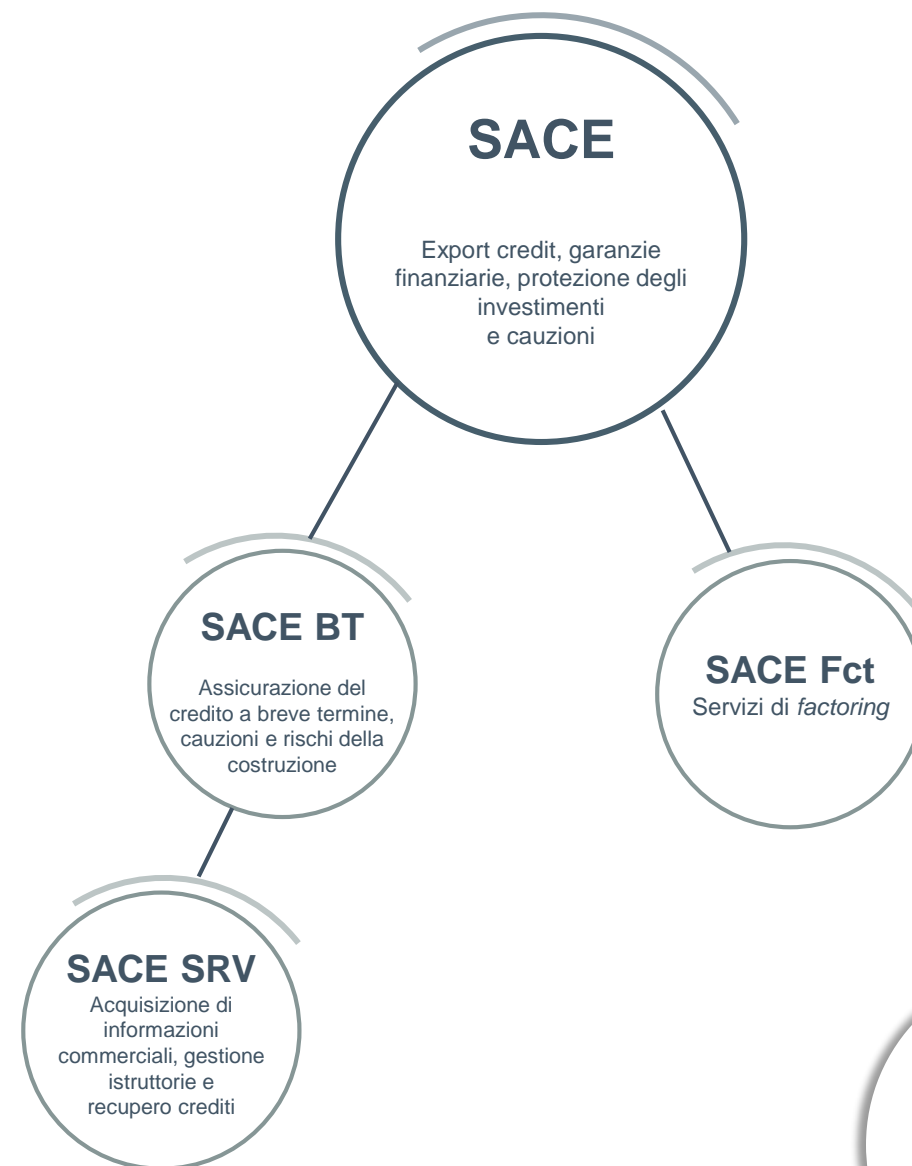 SACE
Export credit, garanzie
finanziarie, protezione degli
investimenti
e cauzioni
SACE BT
Assicurazione del
credito a breve termine,
cauzioni e rischi della
costruzione
SACE Fct
Servizi di factoring
SACE SRV
Acquisizione di
informazioni
commerciali, gestione
istruttorie e
recupero crediti